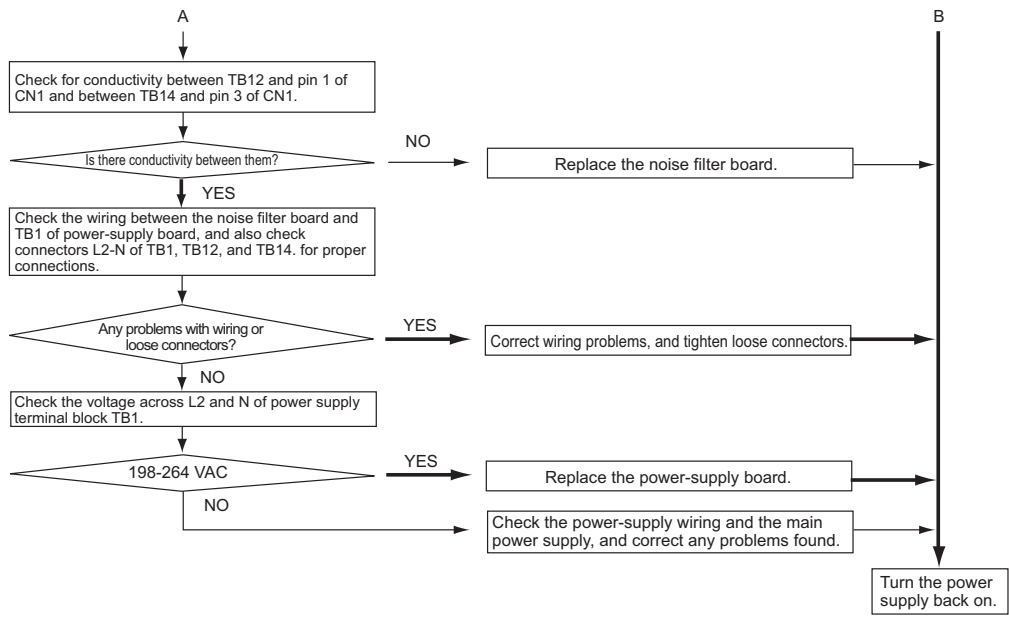 A
B
Check for conductivity between TB12 and pin 1 of
CN1 and between TB14 and pin 3 of CN1.
Is there conductivity between them?
NO
Replace the noise filter board.
YES
Check the wiring between the noise filter board and
TB1 of power-supply board, and also check
connectors L2-N of TB1, TB12, and TB14. for proper
connections.
Any problems with wiring or
loose connectors?
YES
Correct wiring problems, and tighten loose connectors.
NO
Check the voltage across L2 and N of power supply
terminal block TB1.
198-264 VAC
YES
Replace the power-supply board.
NO
Check the power-supply wiring and the main
power supply, and correct any problems found.
Turn the power
supply back on.